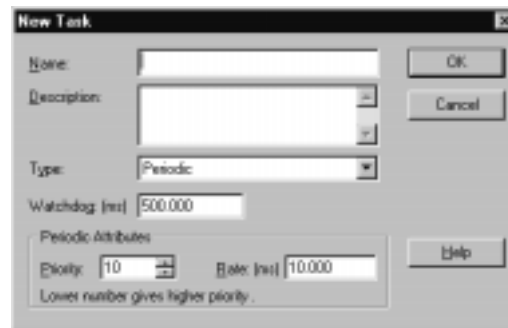 New Task
Name:
OK
Description:
Cancel
Type: Periodic
Watchdog: (ms) 500.000
Periodic Attributes
Priority: 10 Rate: (ms) 10.000
Help
Lower number gives higher priority.